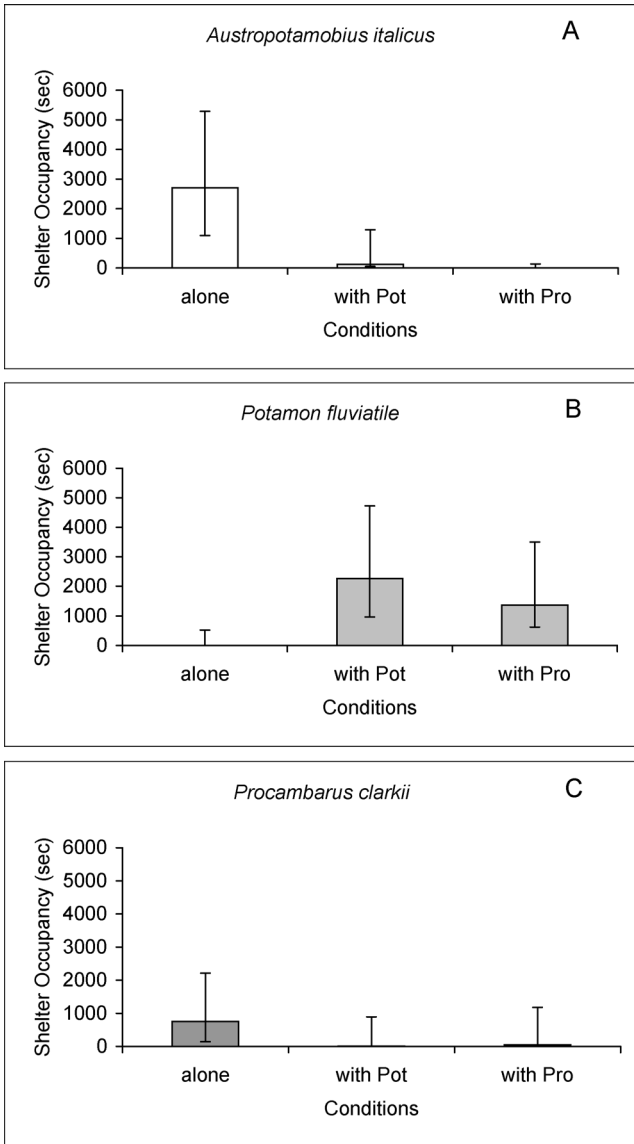 Austropotamobius italicus A
Shelter Occupancy (sec)
6000
5000
4000
3000
2000
1000
0
alone with Pot with Pro
Conditions
Potamon fluviatile B
Shelter Occupancy (sec)
6000
5000
4000
3000
2000
1000
0
alone with Pot with Pro
Conditions
Procambarus clarkii C
Shelter Occupancy (sec)
6000
5000
4000
3000
2000
1000
0
alone with Pot with Pro
Conditions